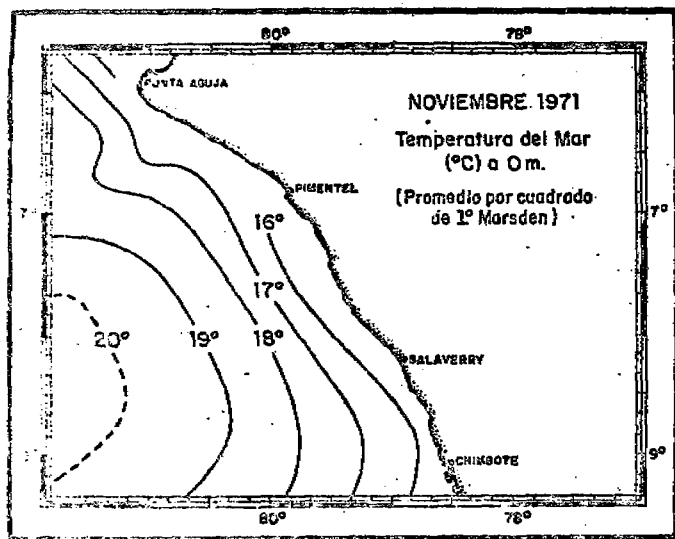 80°
78°
PUNTA AGUJA
NOVIEMBRE 1971
Temperatura del Mar
(°C) a 0 m.
(Promedio por cuadrado
de 1° Marsden)
PIMENTEL
7°
7°
16°
17°
20°
19°
18°
SALAVERRY
CHIMBOTE
9°
80°
78°